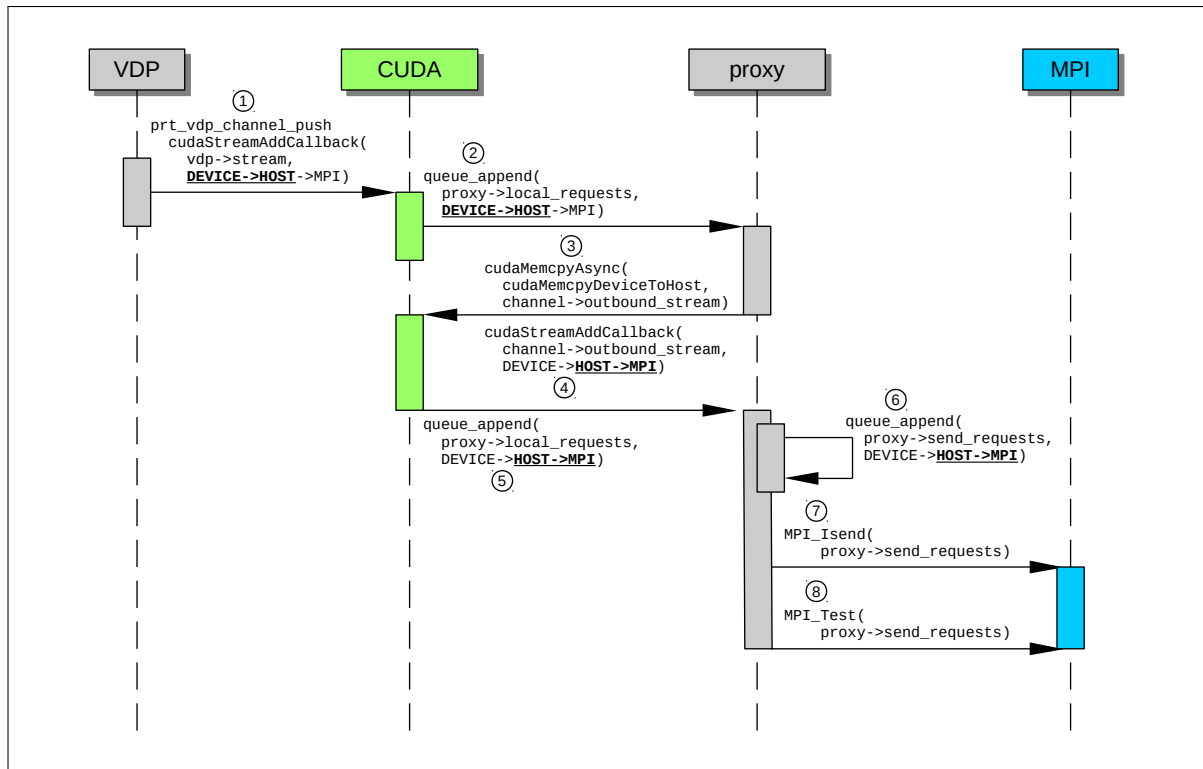 VDP
CUDA
proxy
MPI
1
prt_vdp_channel_push
cudaStreamAddCallback(
vdp->stream,
DEVICE->HOST->MPI)
2
queue_append(
proxy->local_requests,
DEVICE->HOST->MPI)
3
cudaMemcpyAsync(
cudaMemcpyDeviceToHost,
channel->outbound_stream)
cudaStreamAddCallback(
channel->outbound_stream,
DEVICE->HOST->MPI)
4
queue_append(
proxy->local_requests,
DEVICE->HOST->MPI)
5
6
queue_append(
proxy->send_requests,
DEVICE->HOST->MPI)
7
MPI_Isend(
proxy->send_requests)
8
MPI_Test(
proxy->send_requests)